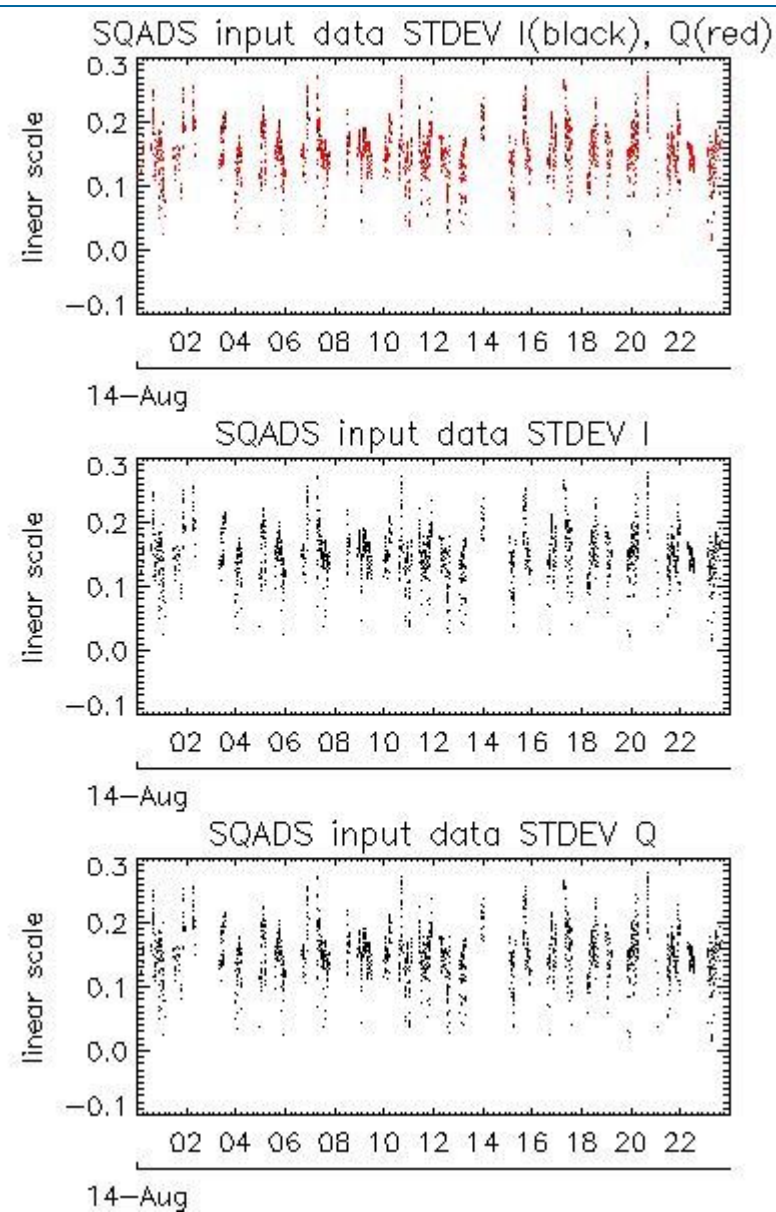 SQADS input data STDEV I(black), Q(red)
0.3
0.2
0.1
0.0
−0.1
linear scale
02 04 06 08 10 12 14 16 18 20 22
14−Aug
SQADS input data STDEV I
0.3
0.2
0.1
0.0
−0.1
linear scale
02 04 06 08 10 12 14 16 18 20 22
14−Aug
SQADS input data STDEV Q
0.3
0.2
0.1
0.0
−0.1
linear scale
02 04 06 08 10 12 14 16 18 20 22
14−Aug